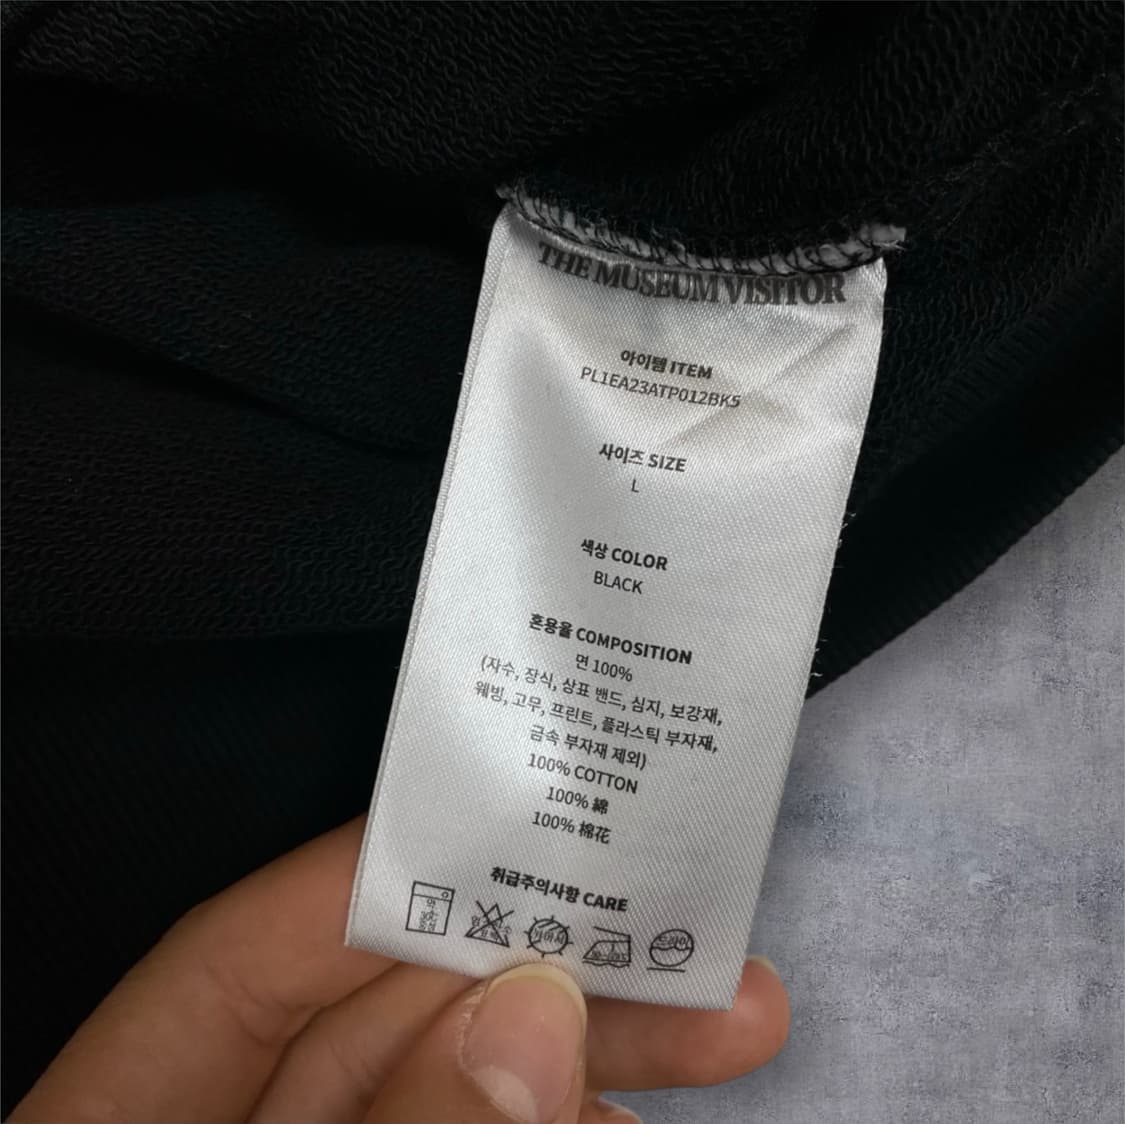 THE MUSEUM VISITOR
아이템 ITEM
PL1EA23ATP012BK5
사이즈 SIZE
L
색상 COLOR
BLACK
혼용율 COMPOSITION
면 100%
(자수, 장식, 상표 밴드, 심지, 보강재,
웨빙, 고무, 프린트, 플라스틱 부자재,
금속 부자재 제외)
100% COTTON
100% 綿
100% 棉花
취급주의사항 CARE
드라이